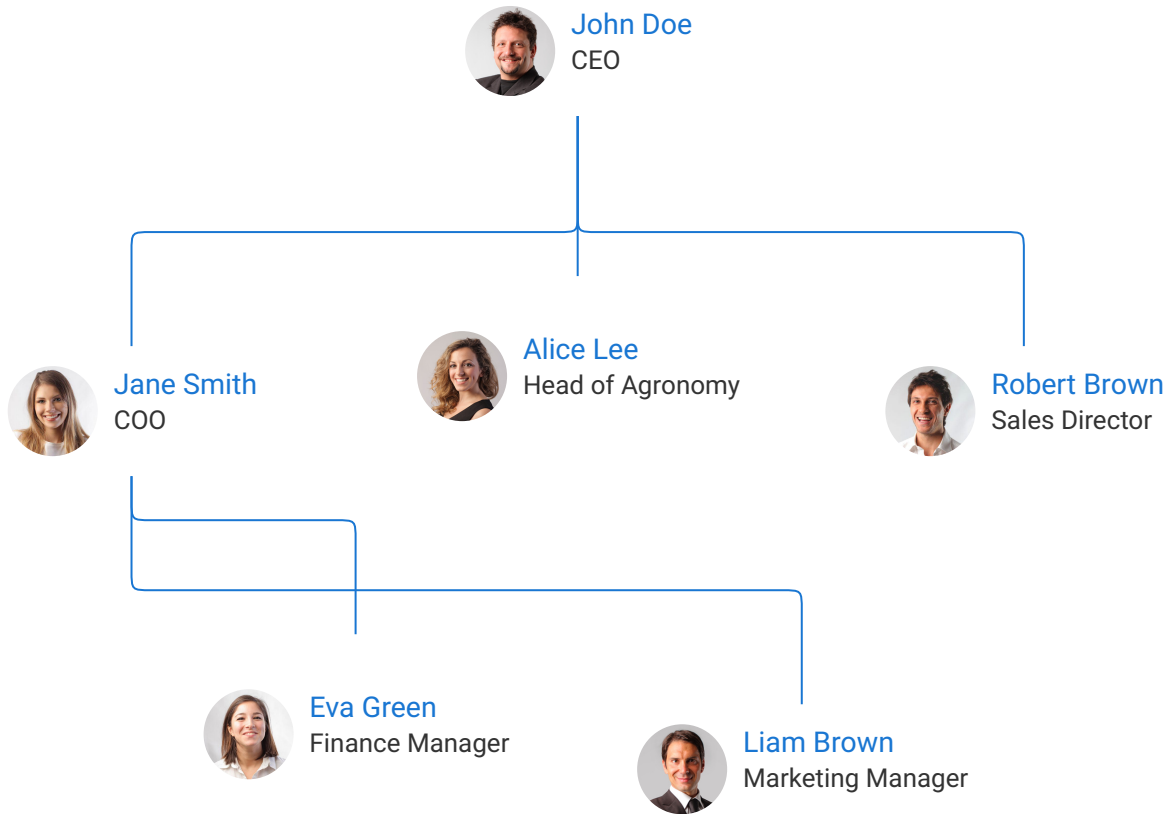 John Doe
CEO
Jane Smith
COO
Alice Lee
Head of Agronomy
Robert Brown
Sales Director
Eva Green
Finance Manager
Liam Brown
Marketing Manager